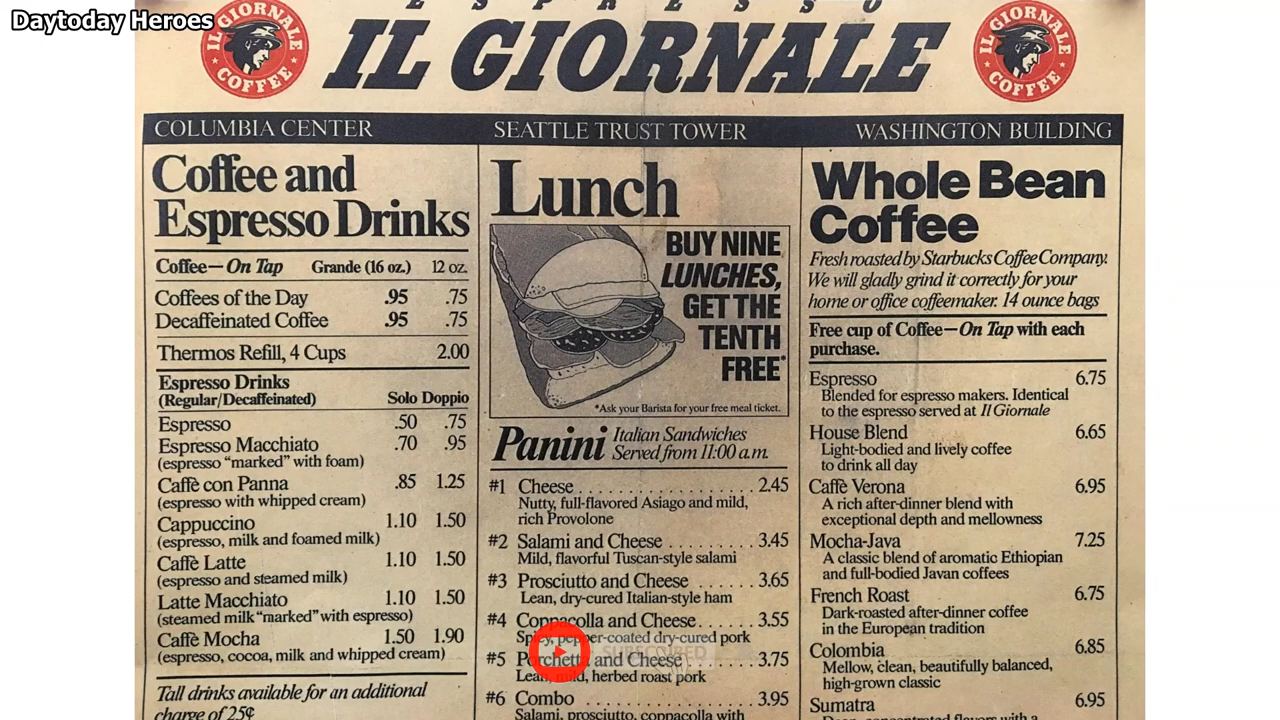 Daytoday Heroes
ESPRESSO
IL GIORNALE
IL GIORNALE COFFEE
IL GIORNALE COFFEE
COLUMBIA CENTER
SEATTLE TRUST TOWER
WASHINGTON BUILDING
Coffee and
Espresso Drinks
Coffee—On Tap Grande (16 oz.) 12 oz.
Coffees of the Day .95 .75
Decaffeinated Coffee .95 .75
Thermos Refill, 4 Cups 2.00
Espresso Drinks
(Regular/Decaffeinated) Solo Doppio
Espresso .50 .75
Espresso Macchiato .70 .95
(espresso "marked" with foam)
Caffè con Panna .85 1.25
(espresso with whipped cream)
Cappuccino 1.10 1.50
(espresso, milk and foamed milk)
Caffè Latte 1.10 1.50
(espresso and steamed milk)
Latte Macchiato 1.10 1.50
(steamed milk "marked" with espresso)
Caffè Mocha 1.50 1.90
(espresso, cocoa, milk and whipped cream)
Tall drinks available for an additional
charge of 25¢
Lunch
BUY NINE
LUNCHES,
GET THE
TENTH
FREE*
*Ask your Barista for your free meal ticket.
Panini Italian Sandwiches
Served from 11:00 a.m.
#1 Cheese . . . . . . . . . . . . . . . . . . . 2.45
Nutty, full-flavored Asiago and mild,
rich Provolone
#2 Salami and Cheese . . . . . . . . . . 3.45
Mild, flavorful Tuscan-style salami
#3 Prosciutto and Cheese . . . . . . 3.65
Lean, dry-cured Italian-style ham
#4 Coppacolla and Cheese . . . . . 3.55
Spicy, pepper-coated dry-cured pork
#5 Porchetta and Cheese . . . . . . . 3.75
Lean, mild, herbed roast pork
#6 Combo . . . . . . . . . . . . . . . . . . . 3.95
Salami, prosciutto, coppacolla with
SUBSCRIBED
Whole Bean
Coffee
Fresh roasted by Starbucks Coffee Company.
We will gladly grind it correctly for your
home or office coffeemaker. 14 ounce bags
Free cup of Coffee—On Tap with each
purchase.
Espresso 6.75
Blended for espresso makers. Identical
to the espresso served at Il Giornale
House Blend 6.65
Light-bodied and lively coffee
to drink all day
Caffè Verona 6.95
A rich after-dinner blend with
exceptional depth and mellowness
Mocha-Java 7.25
A classic blend of aromatic Ethiopian
and full-bodied Javan coffees
French Roast 6.75
Dark-roasted after-dinner coffee
in the European tradition
Colombia 6.85
Mellow, clean, beautifully balanced,
high-grown classic
Sumatra 6.95
Deep, concentrated flavors with a